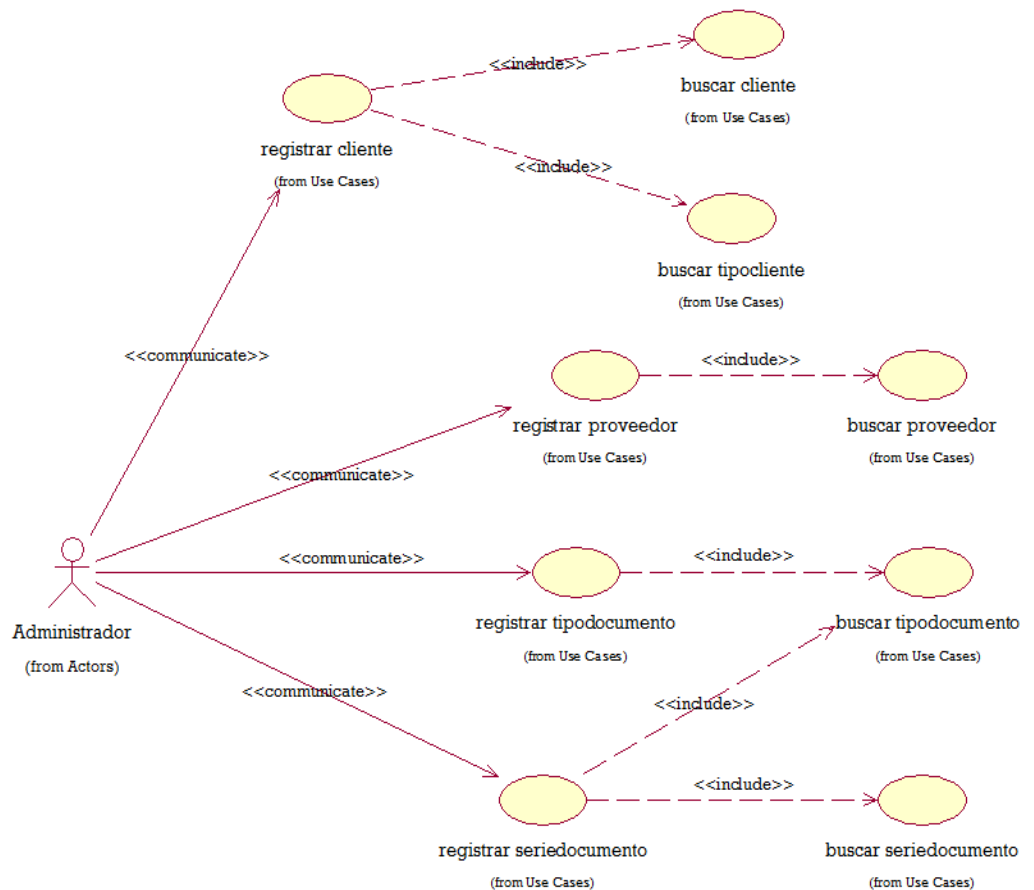 <<include>>
buscar cliente
(from Use Cases)
registrar cliente
(from Use Cases)
<<include>>
buscar tipocliente
(from Use Cases)
<<communicate>>
<<include>>
registrar proveedor
(from Use Cases)
buscar proveedor
(from Use Cases)
<<communicate>>
<<communicate>>
<<include>>
Administrador
(from Actors)
registrar tipodocumento
(from Use Cases)
buscar tipodocumento
(from Use Cases)
<<communicate>>
<<include>>
<<include>>
registrar seriedocumento
(from Use Cases)
buscar seriedocumento
(from Use Cases)